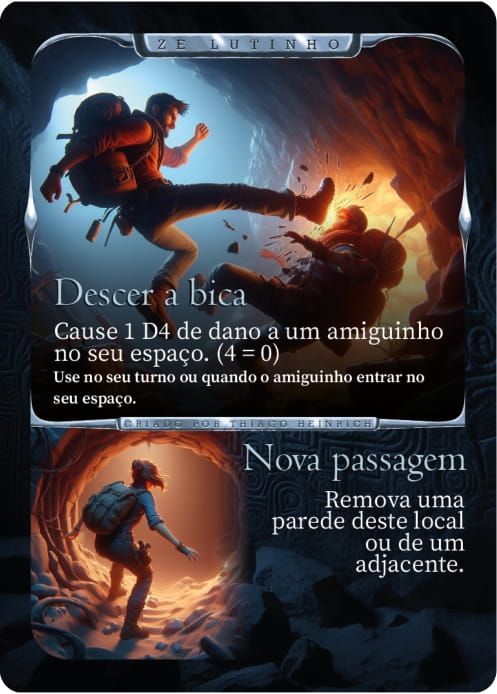 ZÉ LUTINHO
Descer a bica
Cause 1 D4 de dano a um amiguinho
no seu espaço. (4 = 0)
Use no seu turno ou quando o amiguinho entrar no
seu espaço.
CRIADO POR THIAGO HEINRICH
Nova passagem
Remova uma
parede deste local
ou de um
adjacente.